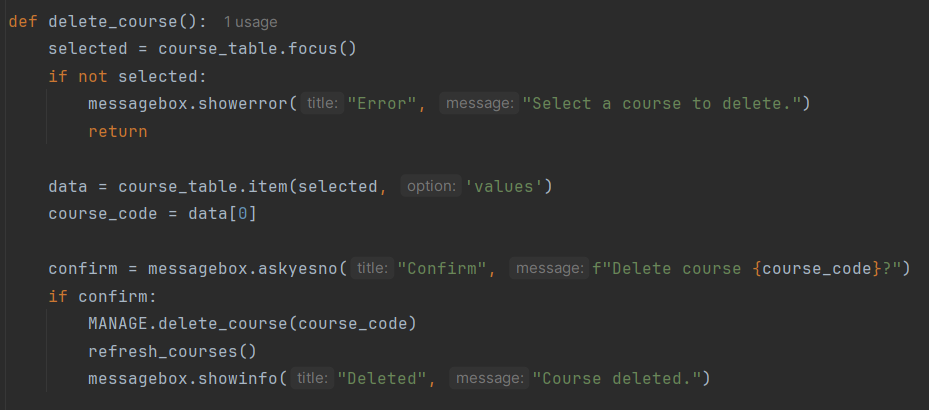 def delete_course(): 1 usage
    selected = course_table.focus()
    if not selected:
        messagebox.showerror( title: "Error", message: "Select a course to delete.")
        return

    data = course_table.item(selected, option: 'values')
    course_code = data[0]

    confirm = messagebox.askyesno( title: "Confirm", message: f"Delete course {course_code}?")
    if confirm:
        MANAGE.delete_course(course_code)
        refresh_courses()
        messagebox.showinfo( title: "Deleted", message: "Course deleted.")